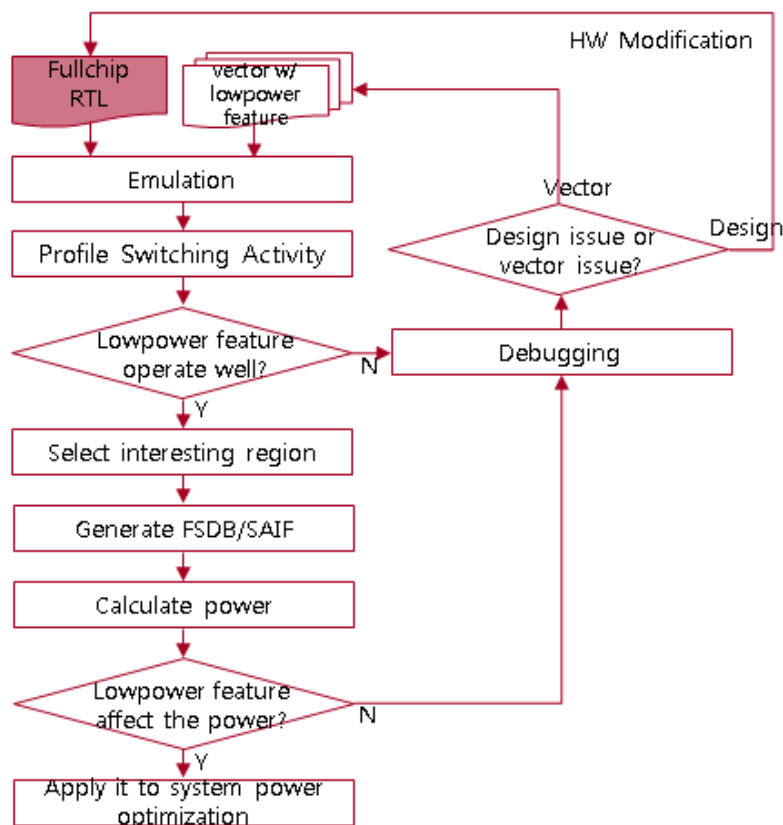 HW Modification
Fullchip
RTL
vector w/
lowpower
feature
Emulation
Vector
Design issue or
vector issue?
Design
Profile Switching Activity
Lowpower feature
operate well?
N
Debugging
Y
Select interesting region
Generate FSDB/SAIF
Calculate power
Lowpower feature
affect the power?
N
Y
Apply it to system power
optimization